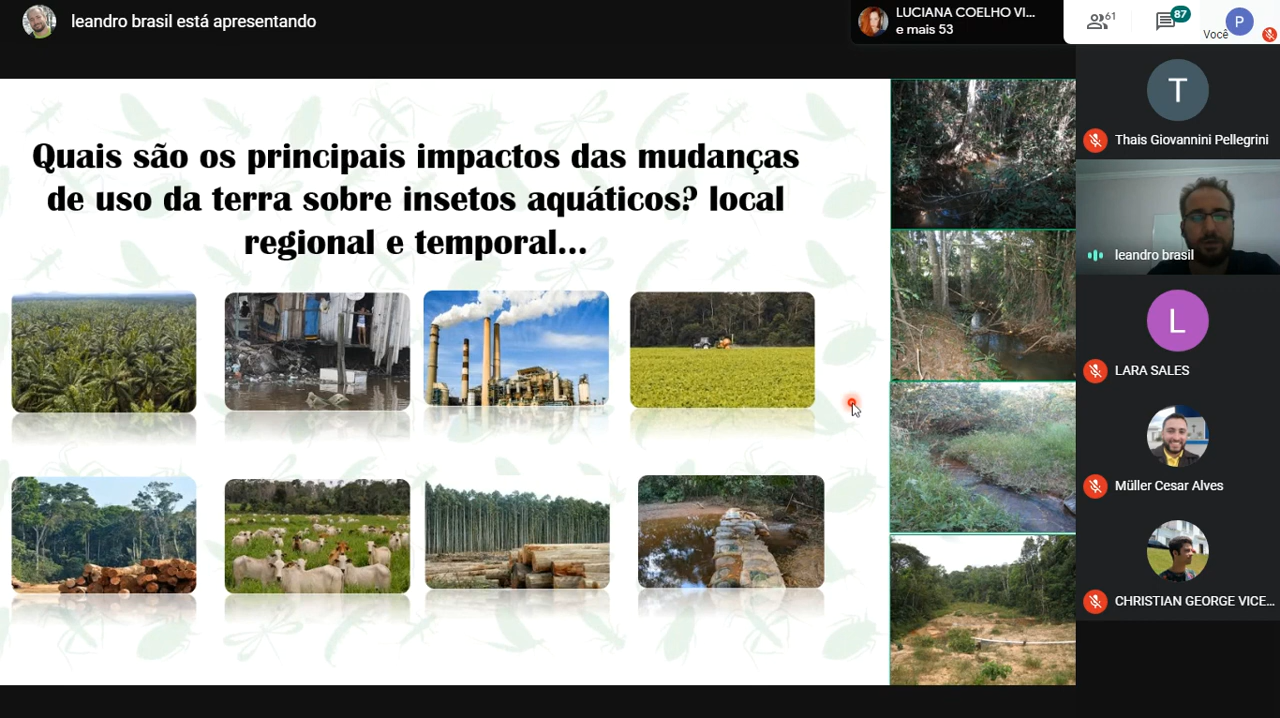 leandro brasil está apresentando
LUCIANA COELHO VI...
e mais 53
61
87
P
Você
Quais são os principais impactos das mudanças
de uso da terra sobre insetos aquáticos? local
regional e temporal...
T
Thais Giovannini Pellegrini
leandro brasil
L
LARA SALES
Müller Cesar Alves
CHRISTIAN GEORGE VICE...